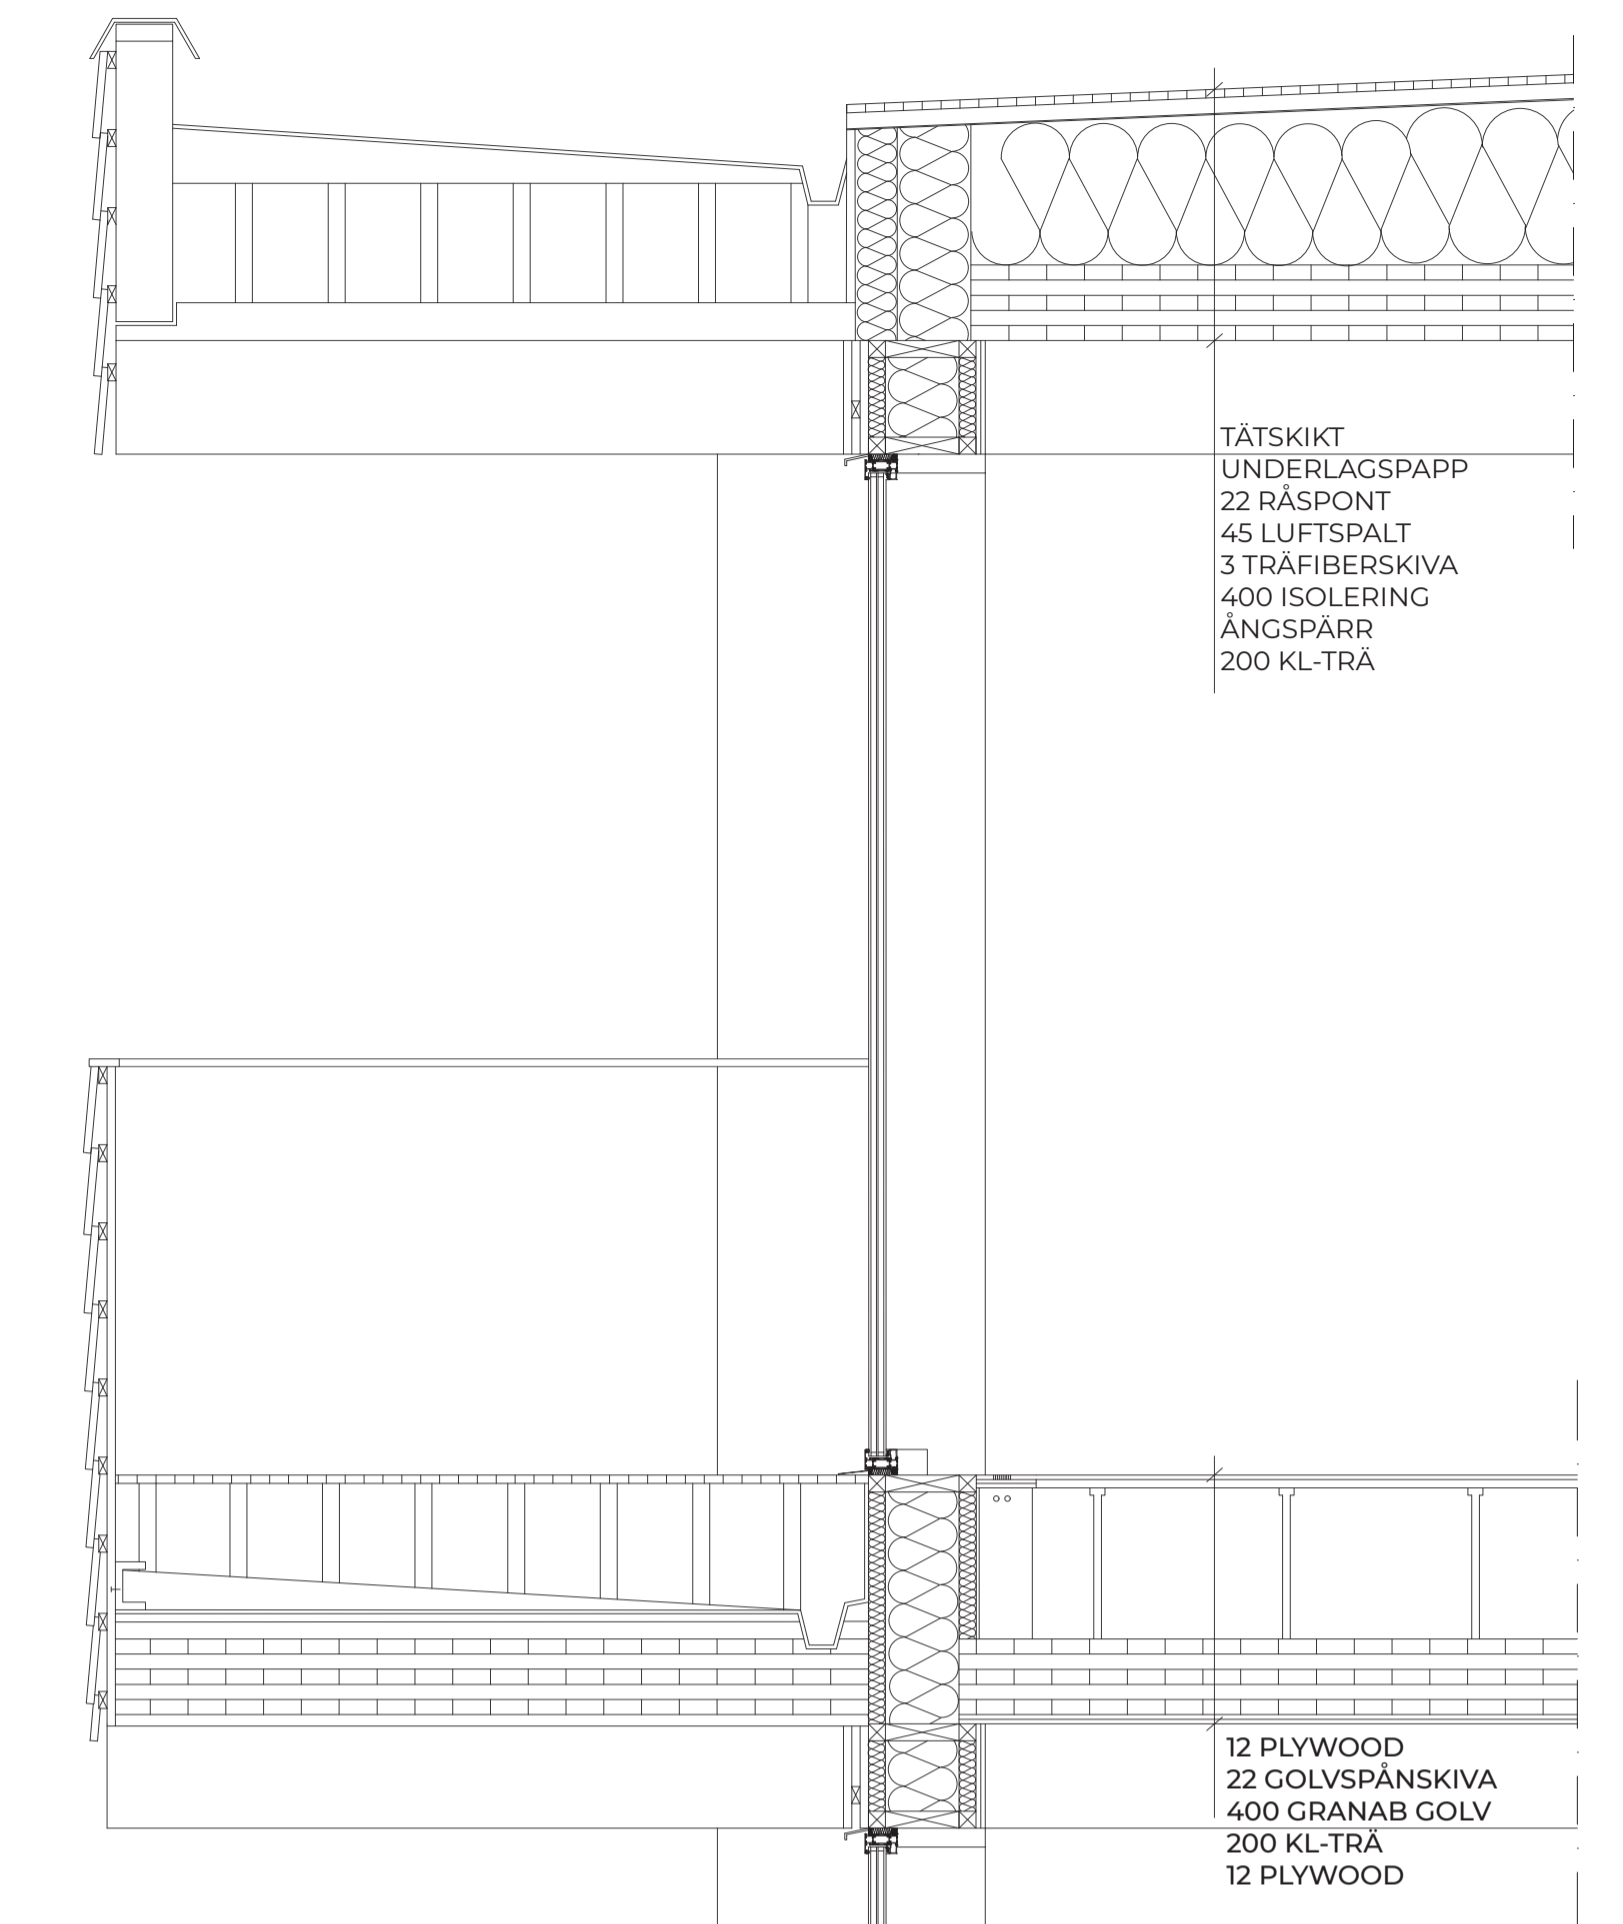 TÄTSKIKT
UNDERLAGSPAPP
22 RÅSPONT
45 LUFTSPALT
3 TRÄFIBERSKIVA
400 ISOLERING
ÅNGSPÄRR
200 KL-TRÄ
12 PLYWOOD
22 GOLVSPÅNSKIVA
400 GRANAB GOLV
200 KL-TRÄ
12 PLYWOOD